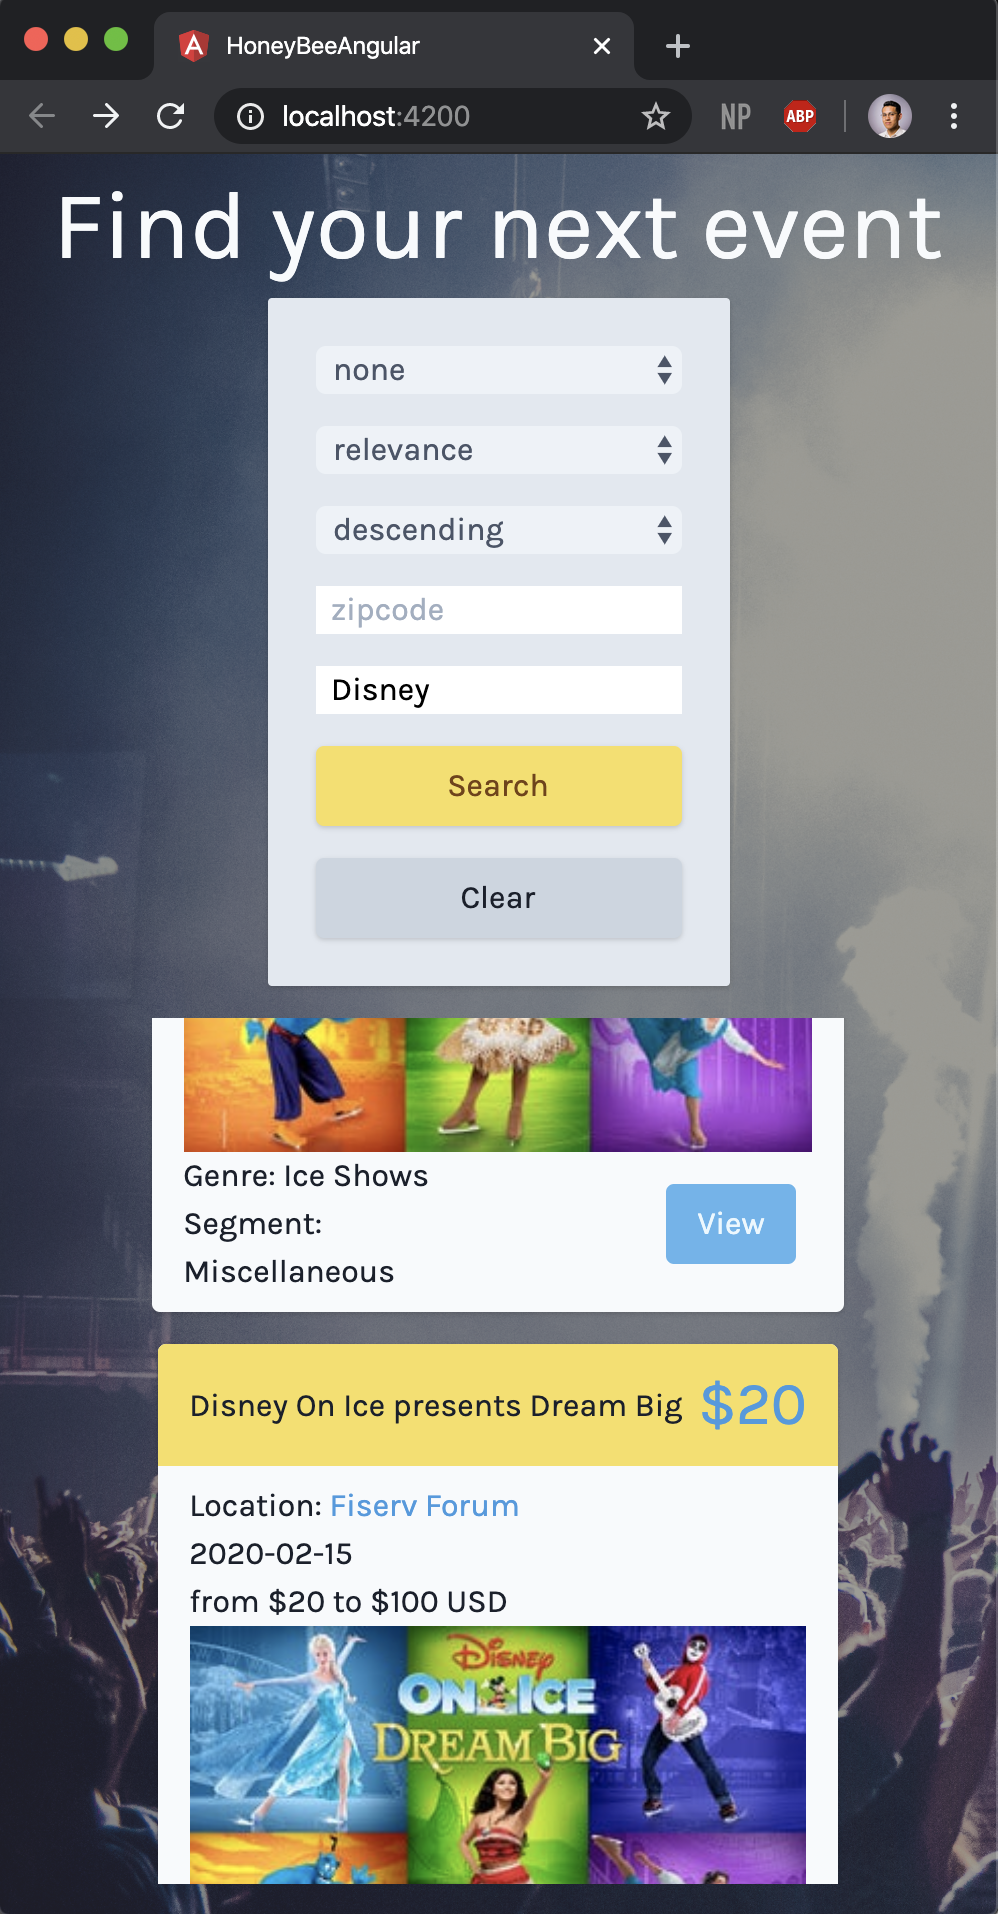 HoneyBeeAngular
localhost:4200
NP
ABP
Find your next event
none
relevance
descending
zipcode
Disney
Search
Clear
Genre: Ice Shows
Segment:
Miscellaneous
View
Disney On Ice presents Dream Big $20
Location: Fiserv Forum
2020-02-15
from $20 to $100 USD
Disney
ON ICE
DREAM BIG